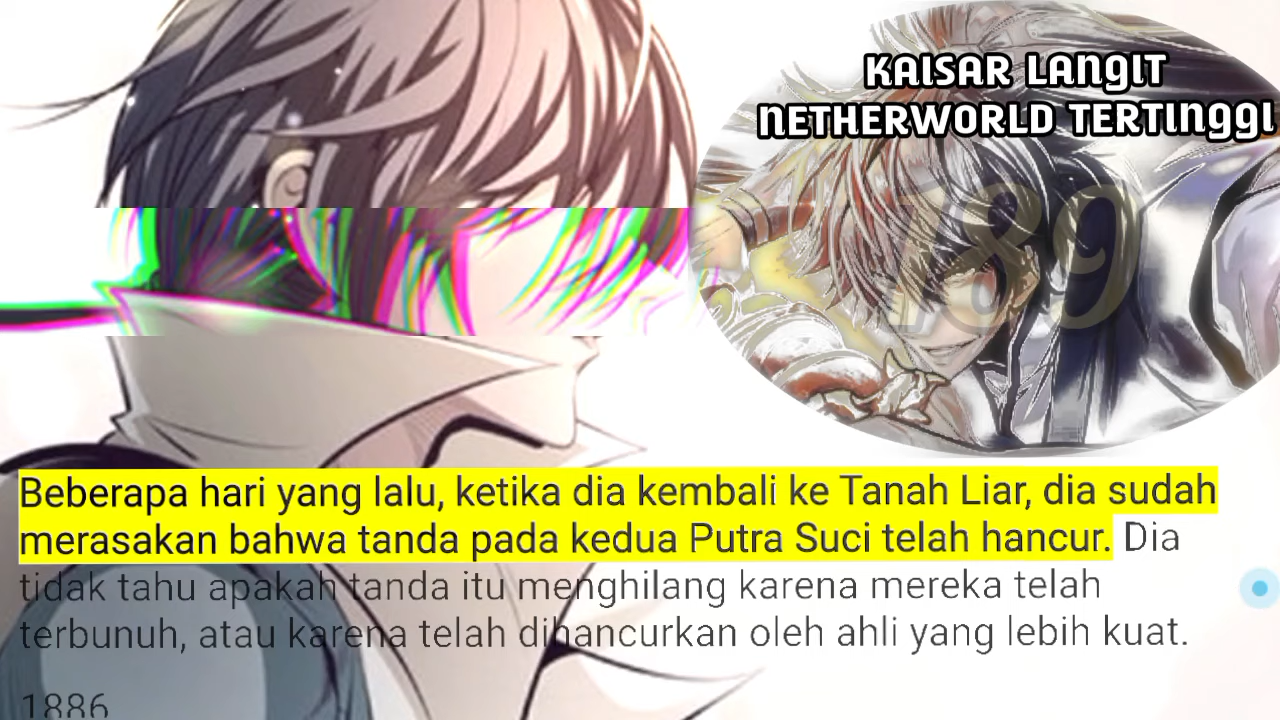 KAISAR LANGIT
NETHERWORLD TERTINGGI
189
Beberapa hari yang lalu, ketika dia kembali ke Tanah Liar, dia sudah
merasakan bahwa tanda pada kedua Putra Suci telah hancur. Dia
tidak tahu apakah tanda itu menghilang karena mereka telah
terbunuh, atau karena telah dihancurkan oleh ahli yang lebih kuat.
1886